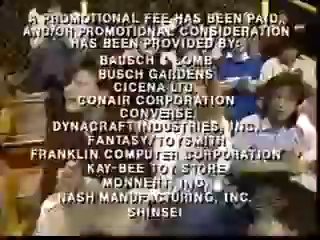 A PROMOTIONAL FEE HAS BEEN PAID,
AND/OR PROMOTIONAL CONSIDERATION
HAS BEEN PROVIDED BY:
BAUSCH & LOMB
BUSCH GARDENS
CICENA LTD.
CONAIR CORPORATION
CONVERSE
DYNACRAFT INDUSTRIES, INC.
FANTASY/TOYSMITH
FRANKLIN COMPUTER CORPORATION
KAY-BEE TOY STORE
MONNERT, INC.
NASH MANUFACTURING, INC.
SHINSEI